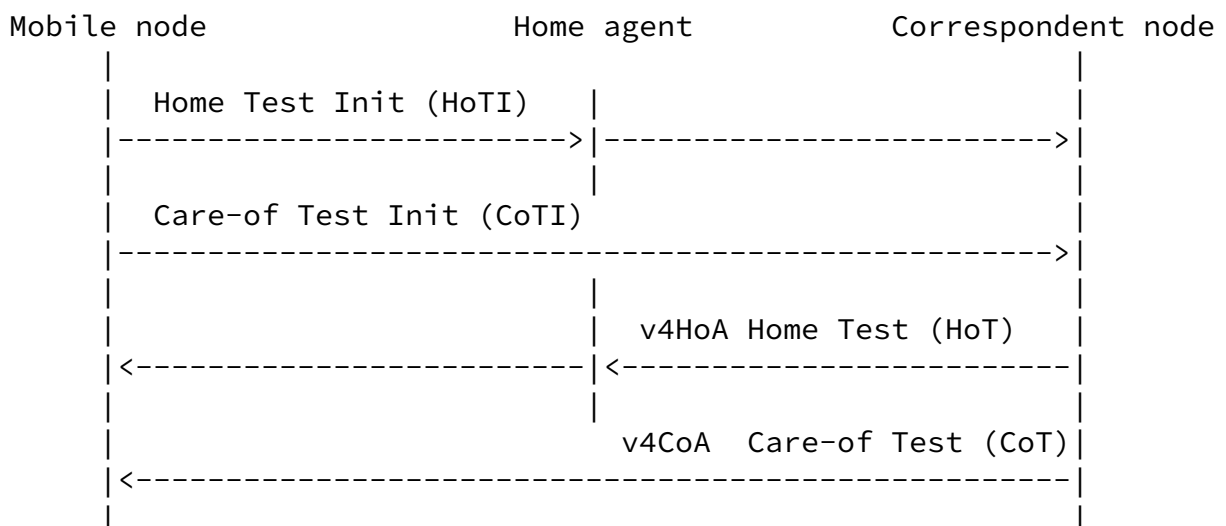 Mobile node Home agent Correspondent node
Home Test Init (HoTI)
Care-of Test Init (CoTI)
v4HoA Home Test (HoT)
v4CoA Care-of Test (CoT)